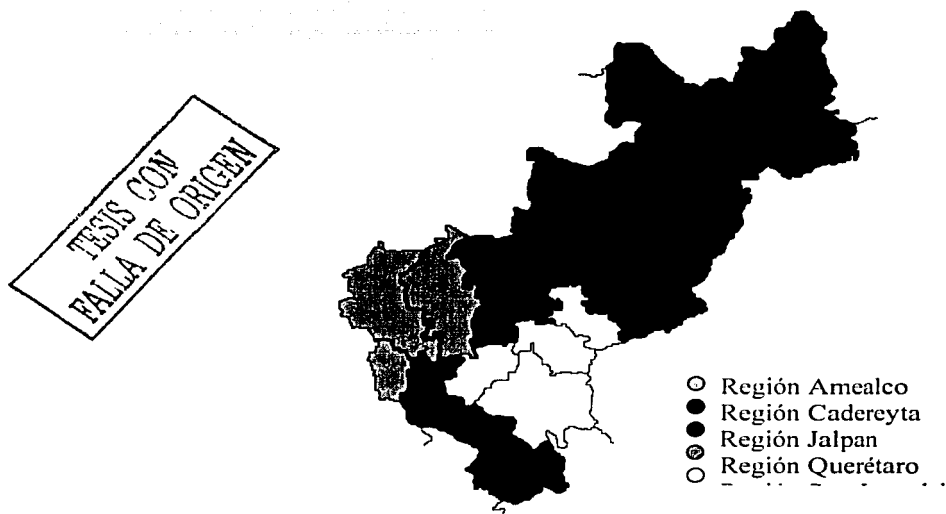 TESIS CON
FALLA DE ORIGEN
Región Amealco
Región Cadereyta
Región Jalpan
Región Querétaro